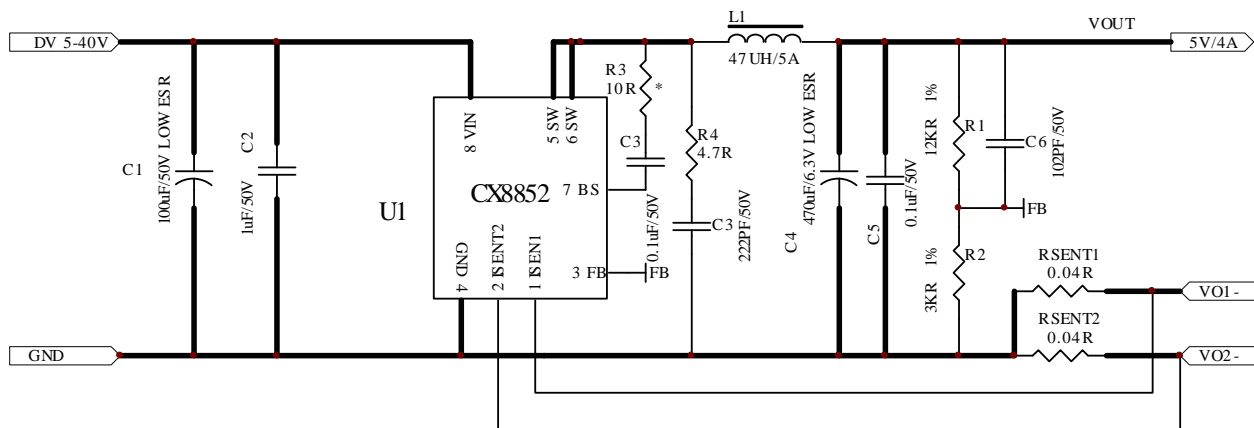 L1
VOUT
DV 5-40V
5V/4A
47UH/5A
R3
10R *
8 VIN
5 SW
6 SW
C1
100uF/50V LOW ESR
C2
1uF/50V
C3
0.1uF/50V
7 BS
CX8852
U1
R4
4.7R
C3
222PF/50V
470uF/6.3V LOW ESR
C4
C5
0.1uF/50V
12KR 1%
R1
C6
102PF/50V
FB
R2
3KR 1%
GND 4
2 ISENT2
1 ISEN1
3 FB
FB
RSENT1
0.04R
VO1-
RSENT2
0.04R
GND
VO2-